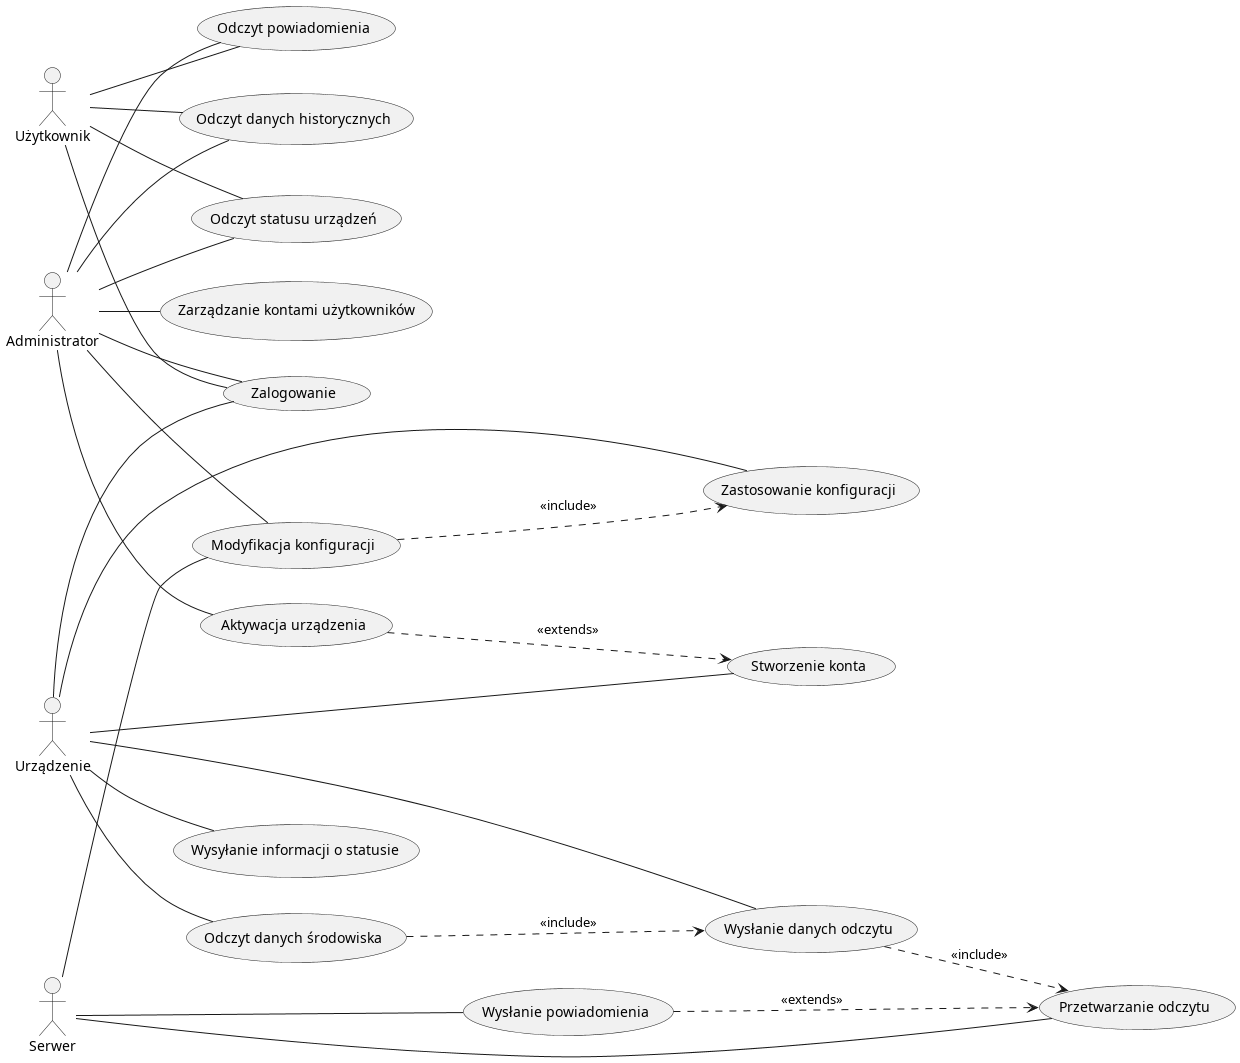 Odczyt powiadomienia
Odczyt danych historycznych
Użytkownik
Odczyt statusu urządzeń
Zarządzanie kontami użytkowników
Administrator
Zalogowanie
Zastosowanie konfiguracji
«include»
Modyfikacja konfiguracji
Aktywacja urządzenia
«extends»
Stworzenie konta
Urządzenie
Wysyłanie informacji o statusie
«include»
Wysłanie danych odczytu
Odczyt danych środowiska
«include»
«extends»
Przetwarzanie odczytu
Wysłanie powiadomienia
Serwer